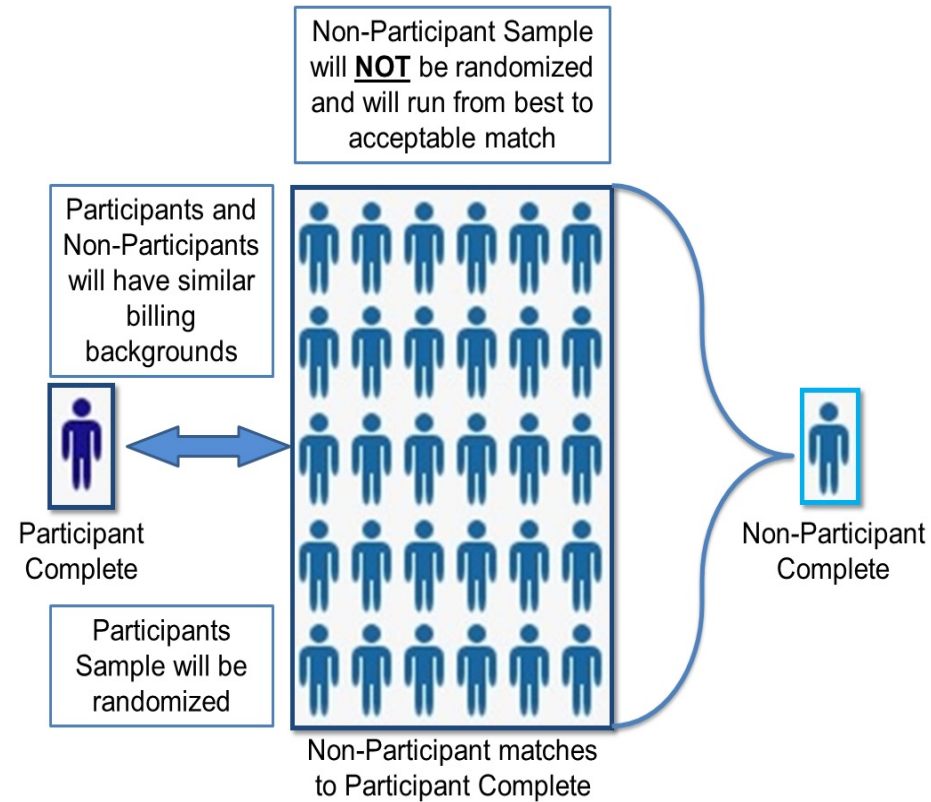 Non-Participant Sample
will NOT be randomized
and will run from best to
acceptable match
Participants and
Non-Participants
will have similar
billing
backgrounds
Participant
Complete
Participants
Sample will be
randomized
Non-Participant matches
to Participant Complete
Non-Participant
Complete